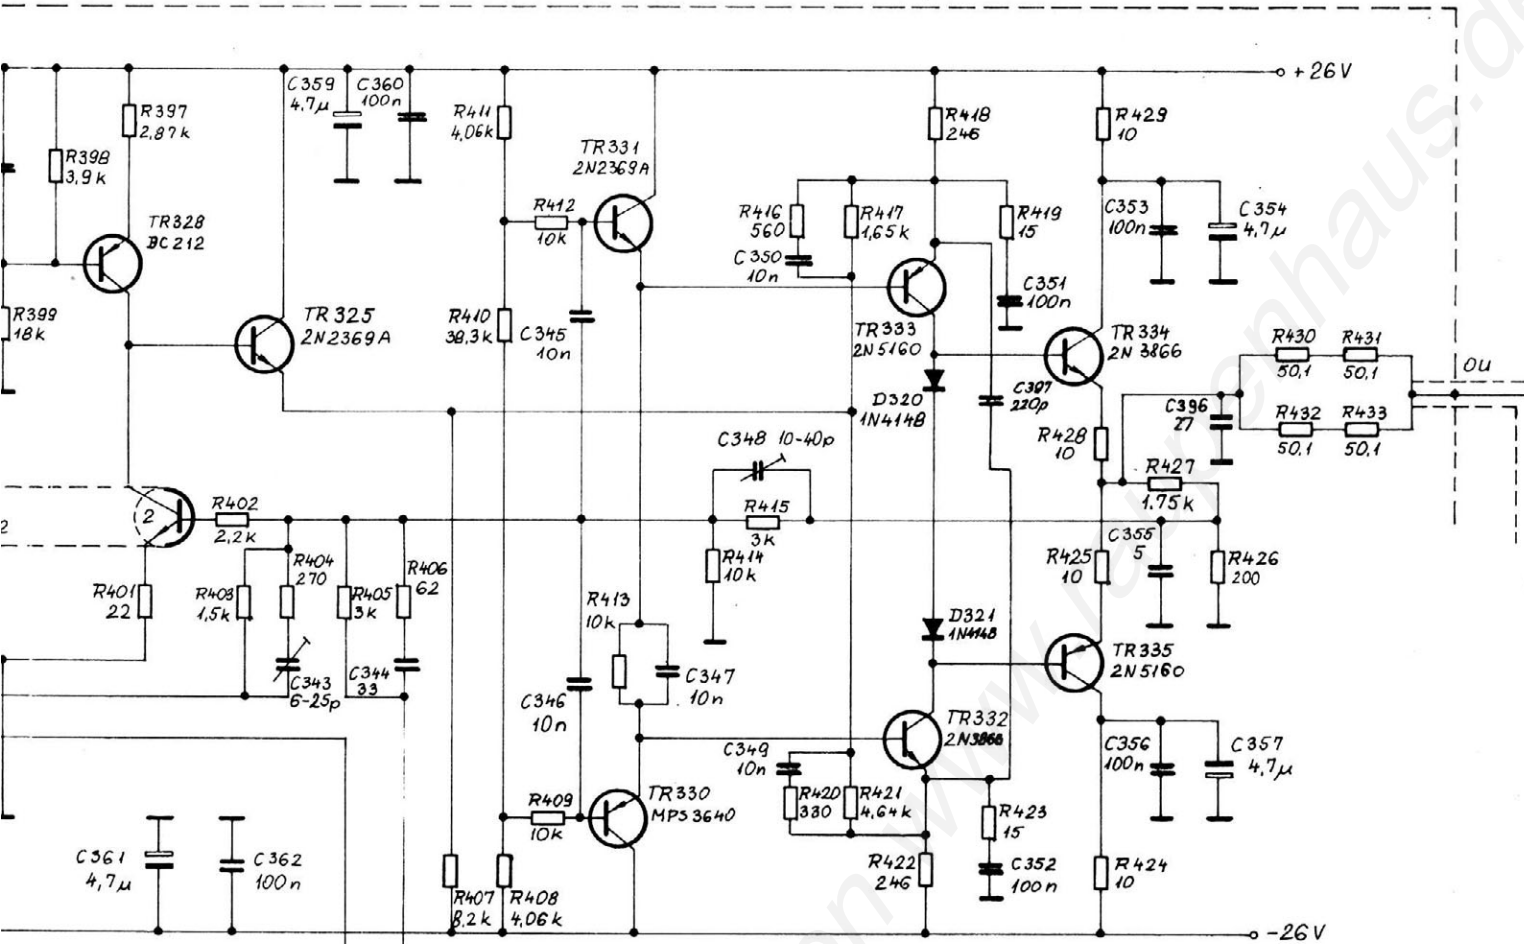 +26V
C359
4,7µ
C360
100n
R397
2,87k
R398
3,9k
TR328
BC212
R399
18k
TR325
2N2369A
R411
4,06k
TR331
2N2369A
R412
10k
R410
38,3k
C345
10n
R418
246
R416
560
R417
1,65k
R419
15
C350
10n
C351
100n
TR333
2N5160
R429
10
C353
100n
C354
4,7µ
TR334
2N3866
D320
1N4148
C397
220p
R428
10
R430
50,1
R431
50,1
R432
50,1
R433
50,1
OU
C396
27
R427
1.75k
C348 10-40p
R415
3k
R414
10k
2
2
R402
2,2k
R404
270
R406
62
R401
22
R403
1,5k
R405
3k
C343
6-25p
C344
33
R413
10k
C347
10n
C346
10n
D321
1N4148
R425
10
C355
5
R426
200
TR335
2N5160
TR332
2N3866
C349
10n
R420
330
R421
4,64k
R423
15
C356
100n
C357
4,7µ
R409
10k
TR330
MPS3640
R422
246
C352
100n
R424
10
C361
4,7µ
C362
100n
R407
8,2k
R408
4,06k
-26V